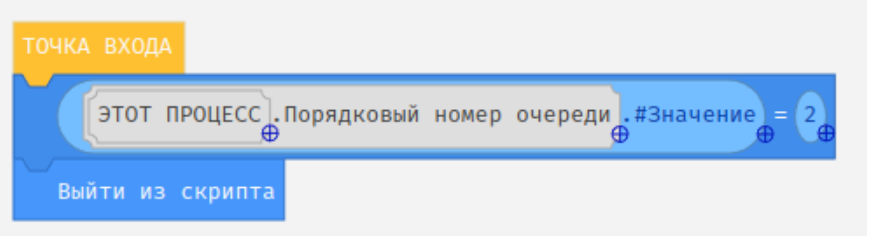 ТОЧКА ВХОДА
ЭТОТ ПРОЦЕСС.Порядковый номер очереди.#Значение = 2
Выйти из скрипта